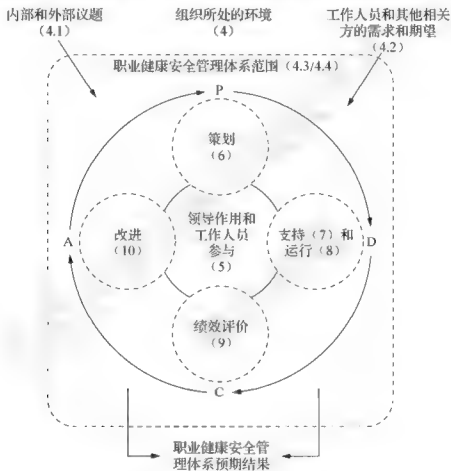 内部和外部议题
(4.1)
组织所处的环境
(4)
工作人员和其他相关
方的需求和期望
(4.2)
职业健康安全管理体系范围（4.3/4.4）
P
策划
(6)
A
改进
(10)
领导作用和
工作人员
参与
(5)
支持（7）和
运行（8）
D
绩效评价
(9)
C
职业健康安全管
理体系预期结果